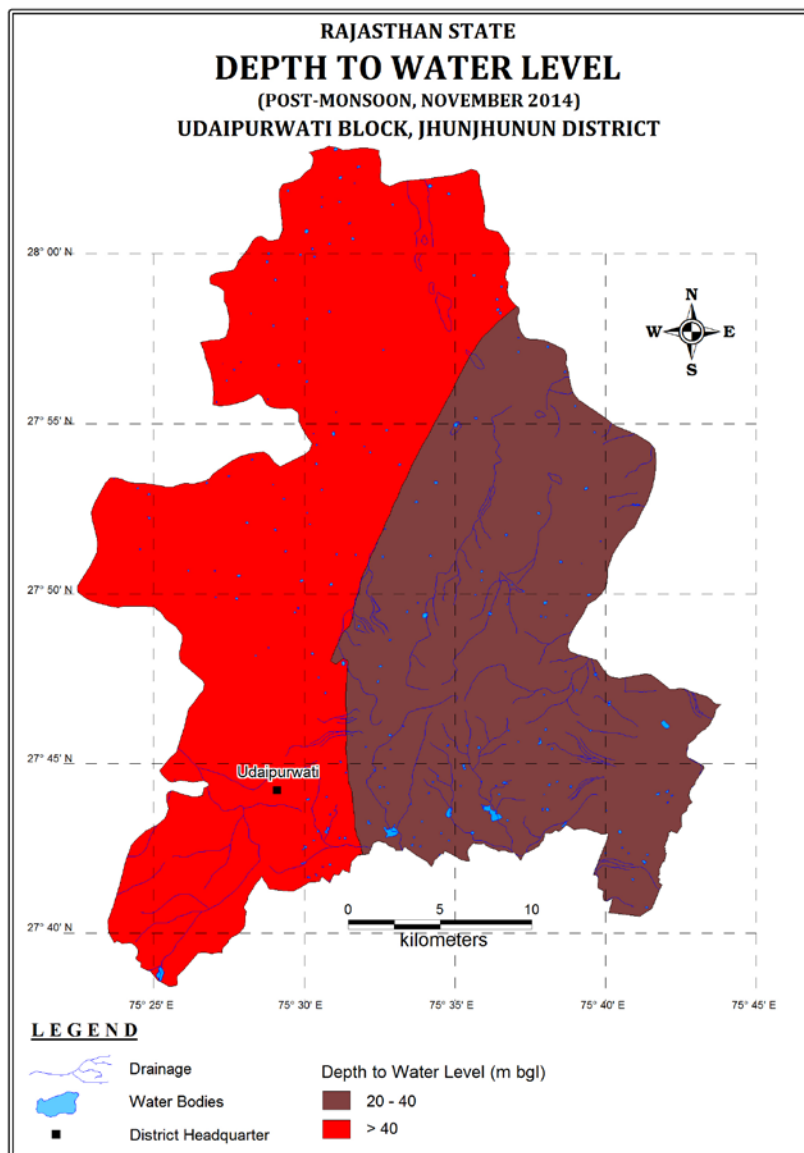 RAJASTHAN STATE
DEPTH TO WATER LEVEL
(POST-MONSOON, NOVEMBER 2014)
UDAIPURWATI BLOCK, JHUNJHUNUN DISTRICT
28° 00' N
N
W E
S
27° 55' N
27° 50' N
27° 45' N
Udaipurwati
27° 40' N
0 5 10
kilometers
75° 25' E 75° 30' E 75° 35' E 75° 40' E 75° 45' E
LEGEND
Drainage
Depth to Water Level (m bgl)
Water Bodies
20 - 40
District Headquarter
> 40